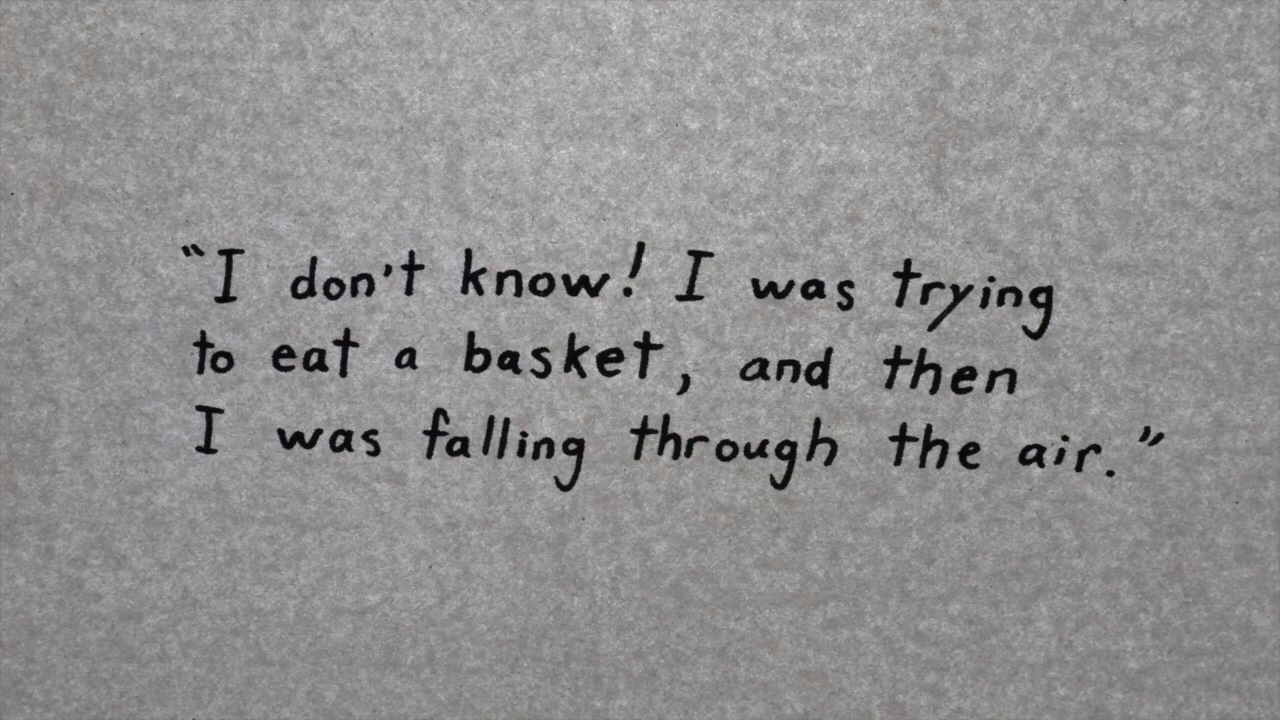 “I don't know! I was trying
to eat a basket, and then
I was falling through the air.”